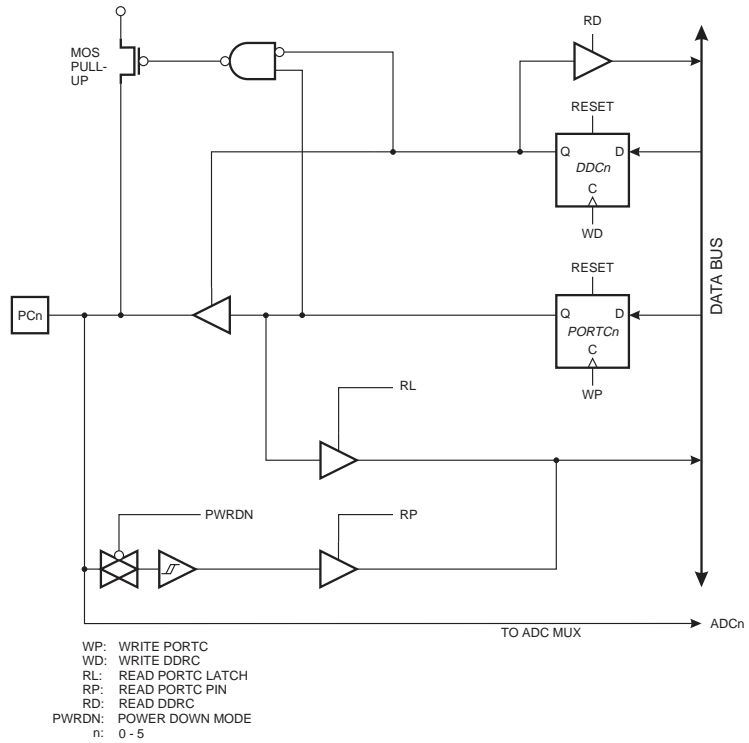 RD
MOS
PULL-
UP
RESET
Q
D
DDCn
C
WD
DATA BUS
RESET
PCn
Q
D
PORTCn
C
WP
RL
PWRDN
RP
TO ADC MUX
ADCn
WP: WRITE PORTC
WD: WRITE DDRC
RL: READ PORTC LATCH
RP: READ PORTC PIN
RD: READ DDRC
PWRDN: POWER DOWN MODE
n: 0 - 5